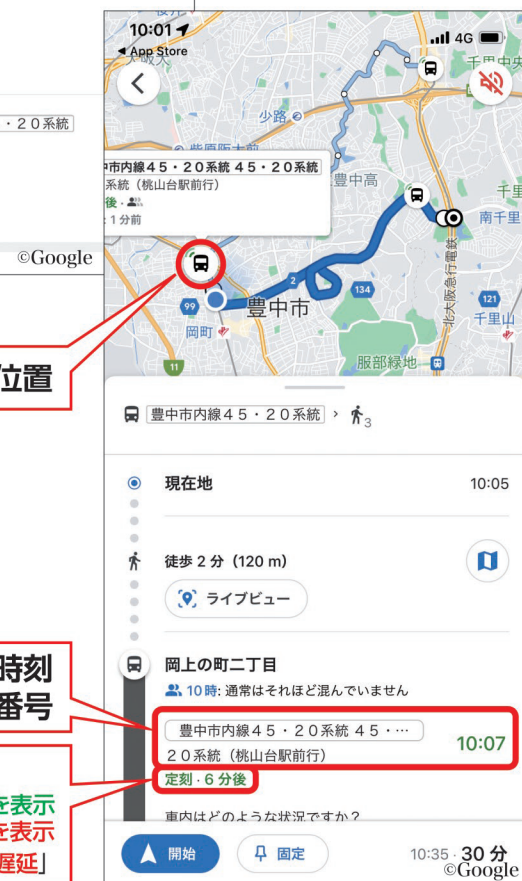 10:01
4G
◀ App Store
千里中央
少路
・２０系統
柴原阪大前
市内線４５・２０系統 ４５・２０系統
系統（桃山台駅前行）
後・
: 1 分前
豊中高
千里
南千里
©Google
北大阪急行電鉄
2
134
99
豊中市
121
千里山
岡町
位置
11
服部緑地
豊中市内線４５・２０系統 › 3
現在地
10:05
徒歩 2 分（120 m）
ライブビュー
時刻
番号
岡上の町二丁目
10 時: 通常はそれほど混んでいません
豊中市内線４５・２０系統 ４５・…
２０系統（桃山台駅前行）
10:07
定刻 · 6 分後
を表示
を表示
遅延」
車内はどのような状況ですか？
開始
固定
10:35 · 30 分
©Google